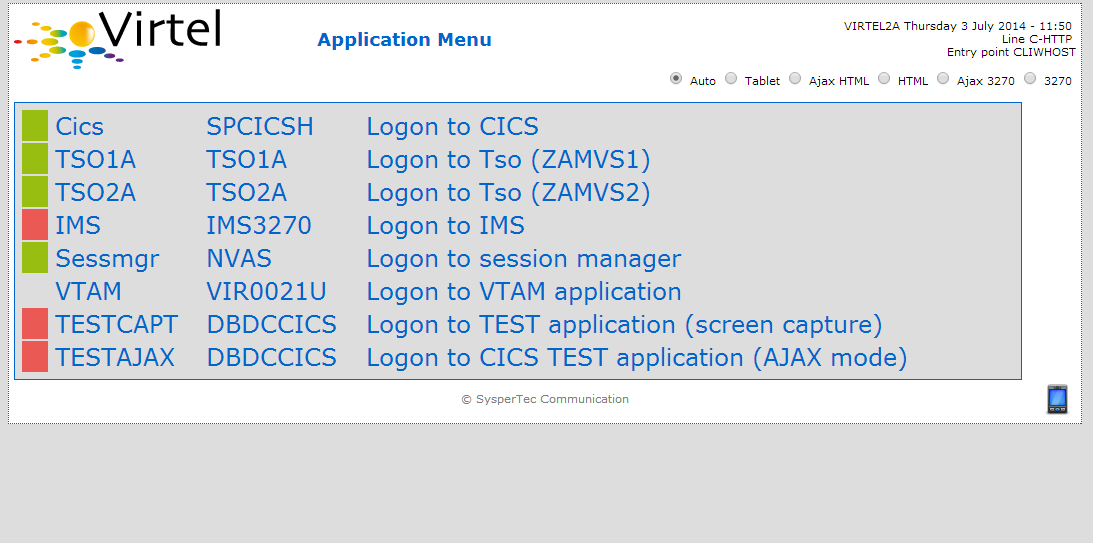 Virtel
Application Menu
VIRTEL2A Thursday 3 July 2014 - 11:50
Line C-HTTP
Entry point CLIWHOST
Auto Tablet Ajax HTML HTML Ajax 3270 3270
Cics SPCICSH Logon to CICS
TSO1A TSO1A Logon to Tso (ZAMVS1)
TSO2A TSO2A Logon to Tso (ZAMVS2)
IMS IMS3270 Logon to IMS
Sessmgr NVAS Logon to session manager
VTAM VIR0021U Logon to VTAM application
TESTCAPT DBDCCICS Logon to TEST application (screen capture)
TESTAJAX DBDCCICS Logon to CICS TEST application (AJAX mode)
© SysperTec Communication